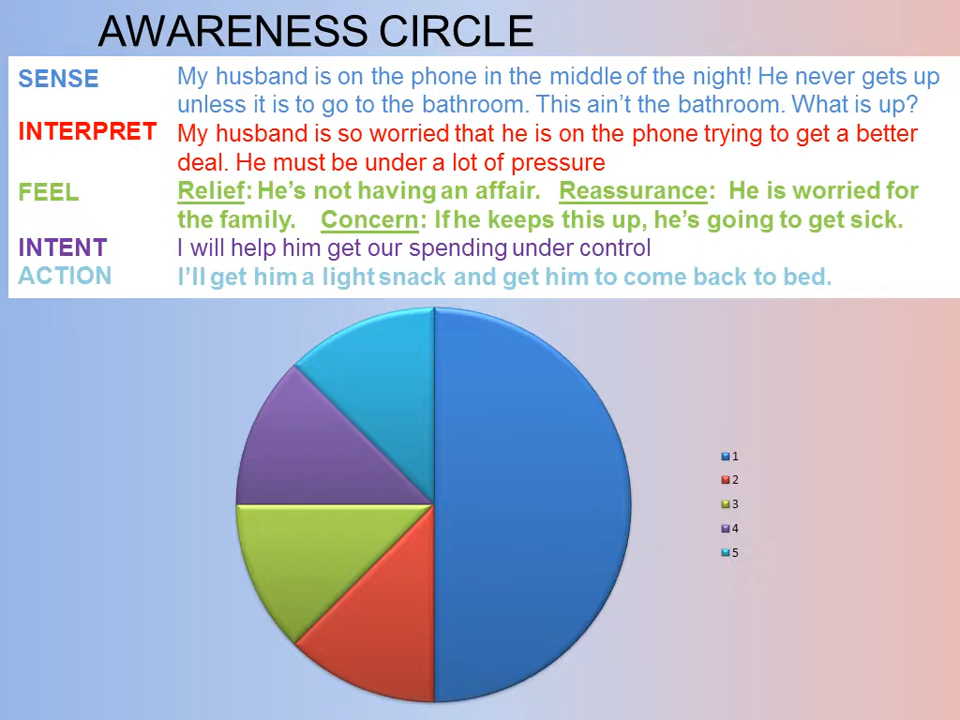 AWARENESS CIRCLE
SENSE My husband is on the phone in the middle of the night! He never gets up
unless it is to go to the bathroom. This ain’t the bathroom. What is up?
INTERPRET My husband is so worried that he is on the phone trying to get a better
deal. He must be under a lot of pressure
FEEL Relief: He’s not having an affair. Reassurance: He is worried for
the family. Concern: If he keeps this up, he’s going to get sick.
INTENT I will help him get our spending under control
ACTION I’ll get him a light snack and get him to come back to bed.
1
2
3
4
5